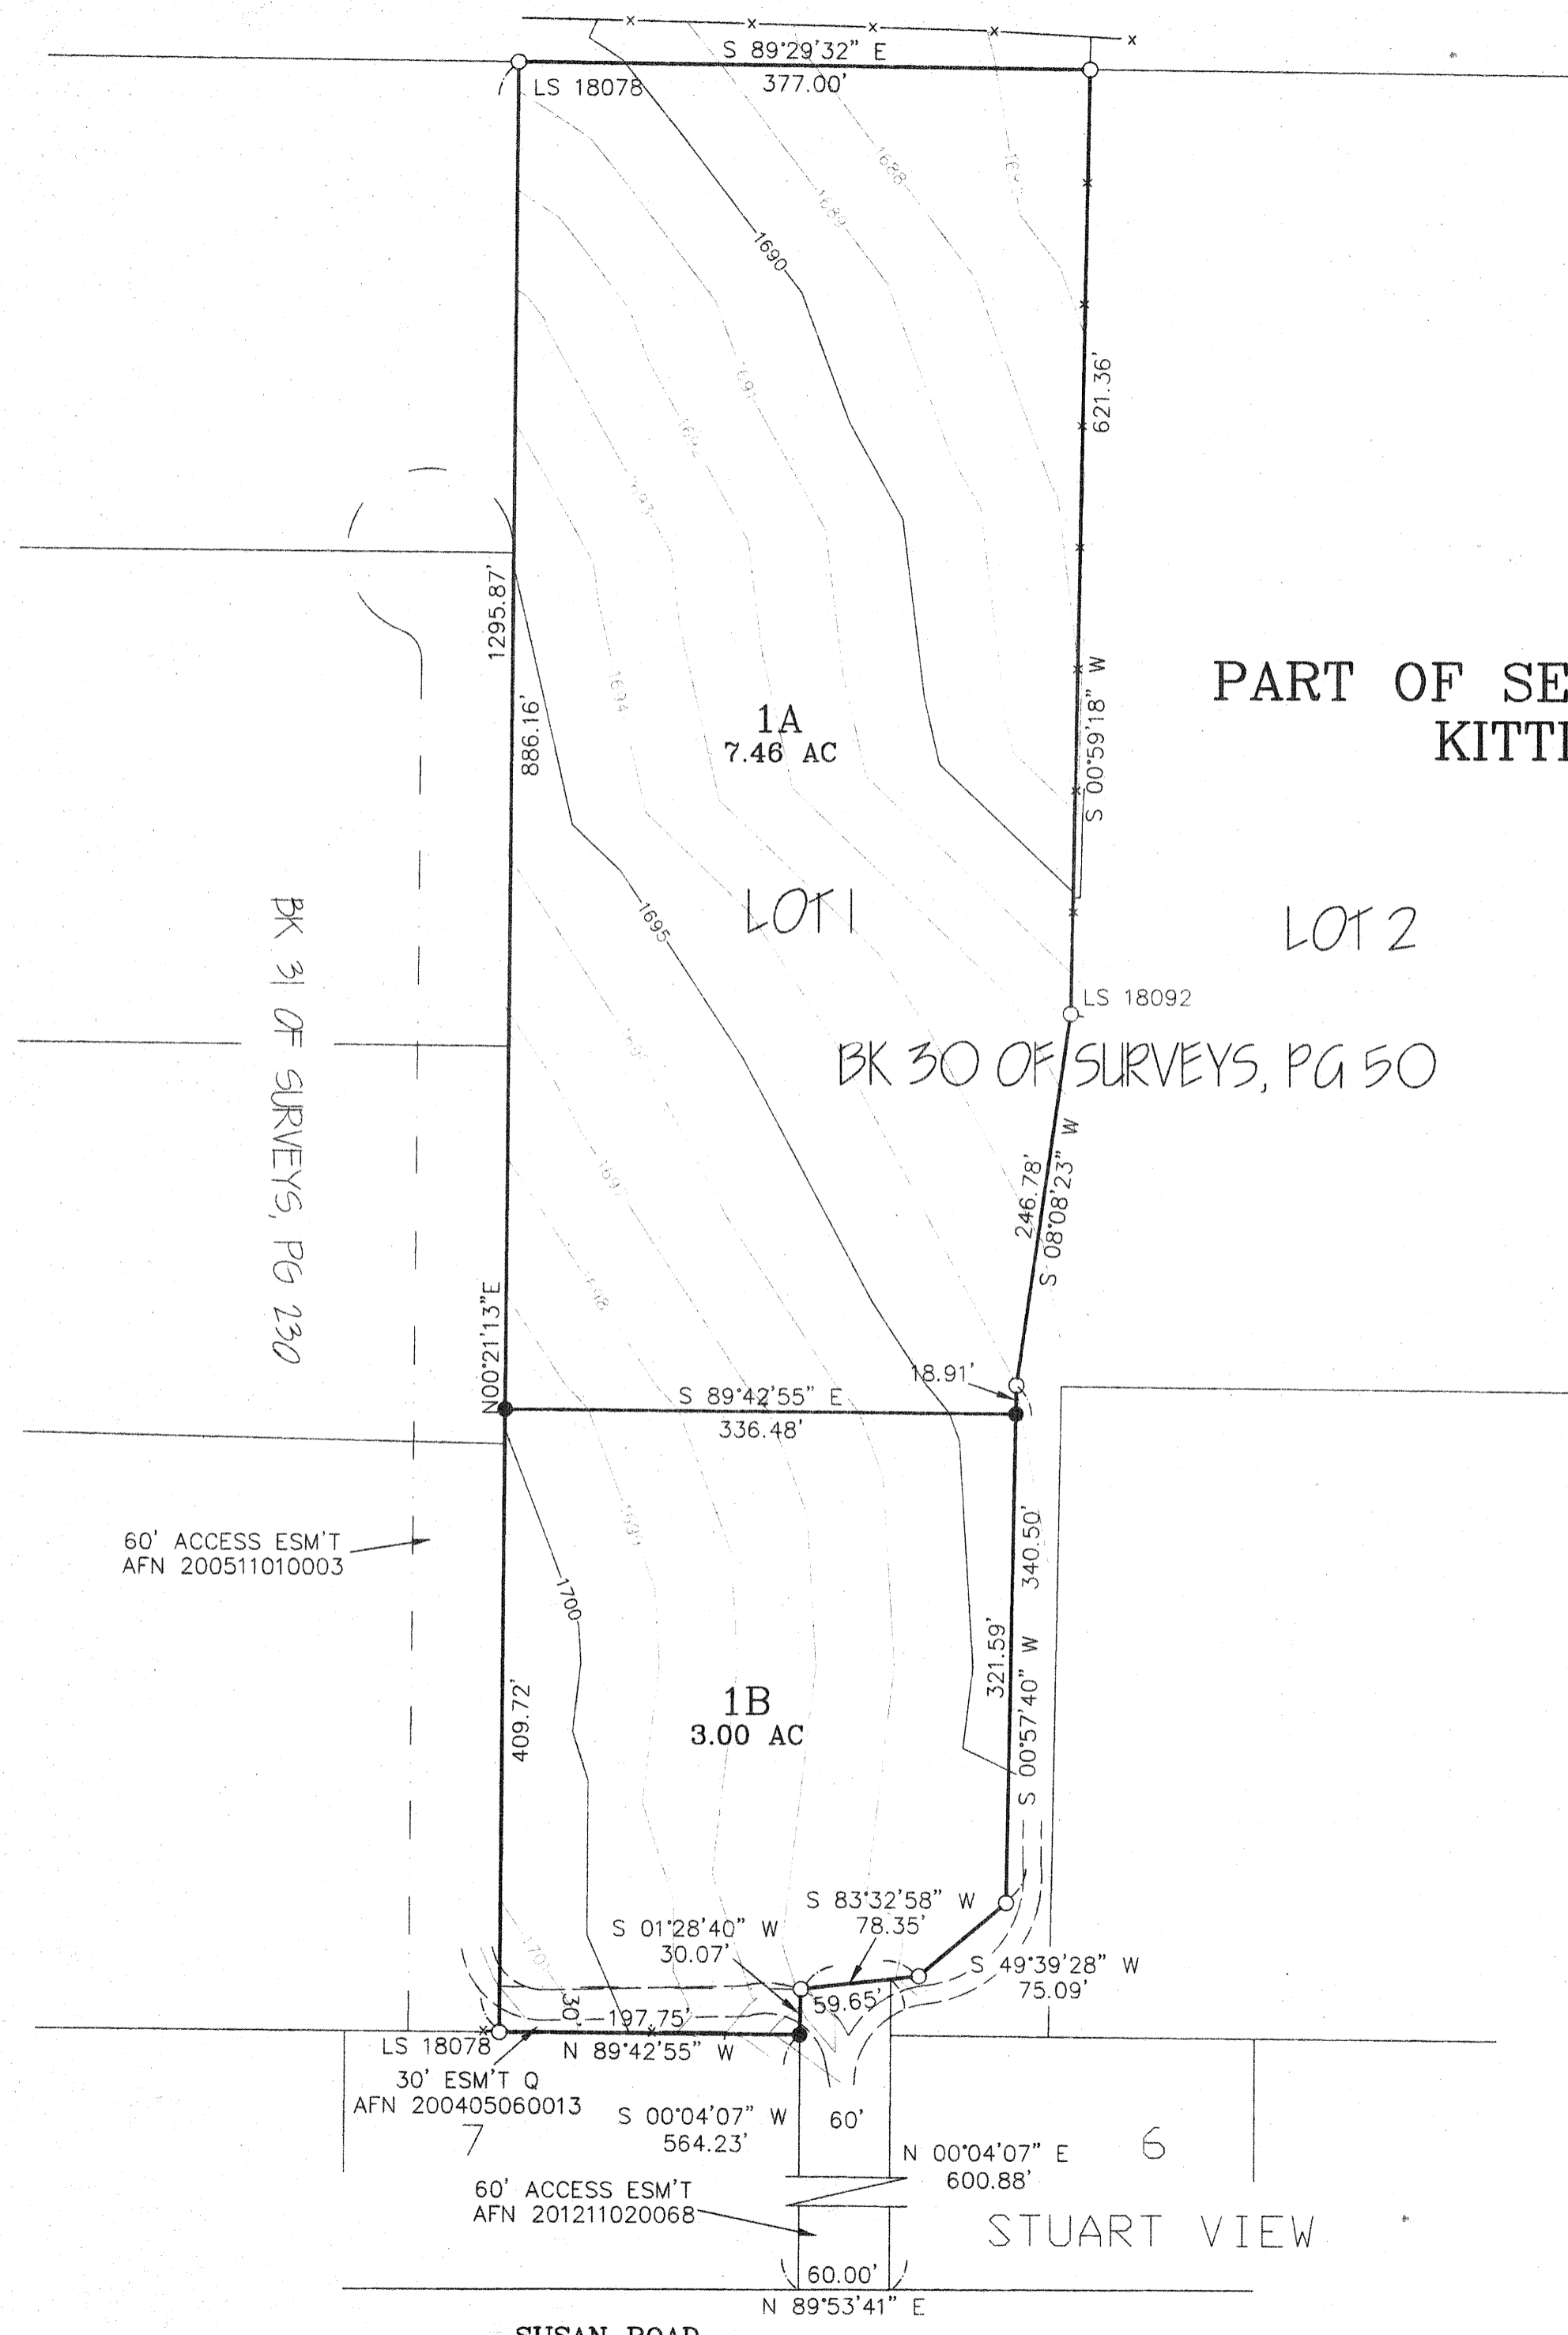 S 89°29'32" E
377.00'
LS 18078
1688
1689
1690
621.36'
1295.87'
886.16'
1694
1A
7.46 AC
S 00°59'18" W
PART OF SE
KITTI
LOT 1
LOT 2
1695
BK 31 OF SURVEYS, PG 230
LS 18092
BK 30 OF SURVEYS, PG 50
246.78'
S 08°08'23" W
N00°21'13"E
18.91'
S 89°42'55" E
336.48'
60' ACCESS ESM'T
AFN 200511010003
1700
340.50'
321.59'
S 00°57'40" W
409.72'
1B
3.00 AC
S 83°32'58" W
78.35'
S 01°28'40" W
30.07'
S 49°39'28" W
75.09'
59.65'
30'
197.75'
LS 18078
N 89°42'55" W
30' ESM'T Q
AFN 200405060013
7
S 00°04'07" W
564.23'
60'
N 00°04'07" E
600.88'
6
60' ACCESS ESM'T
AFN 201211020068
STUART VIEW
60.00'
N 89°53'41" E
SUSAN ROAD